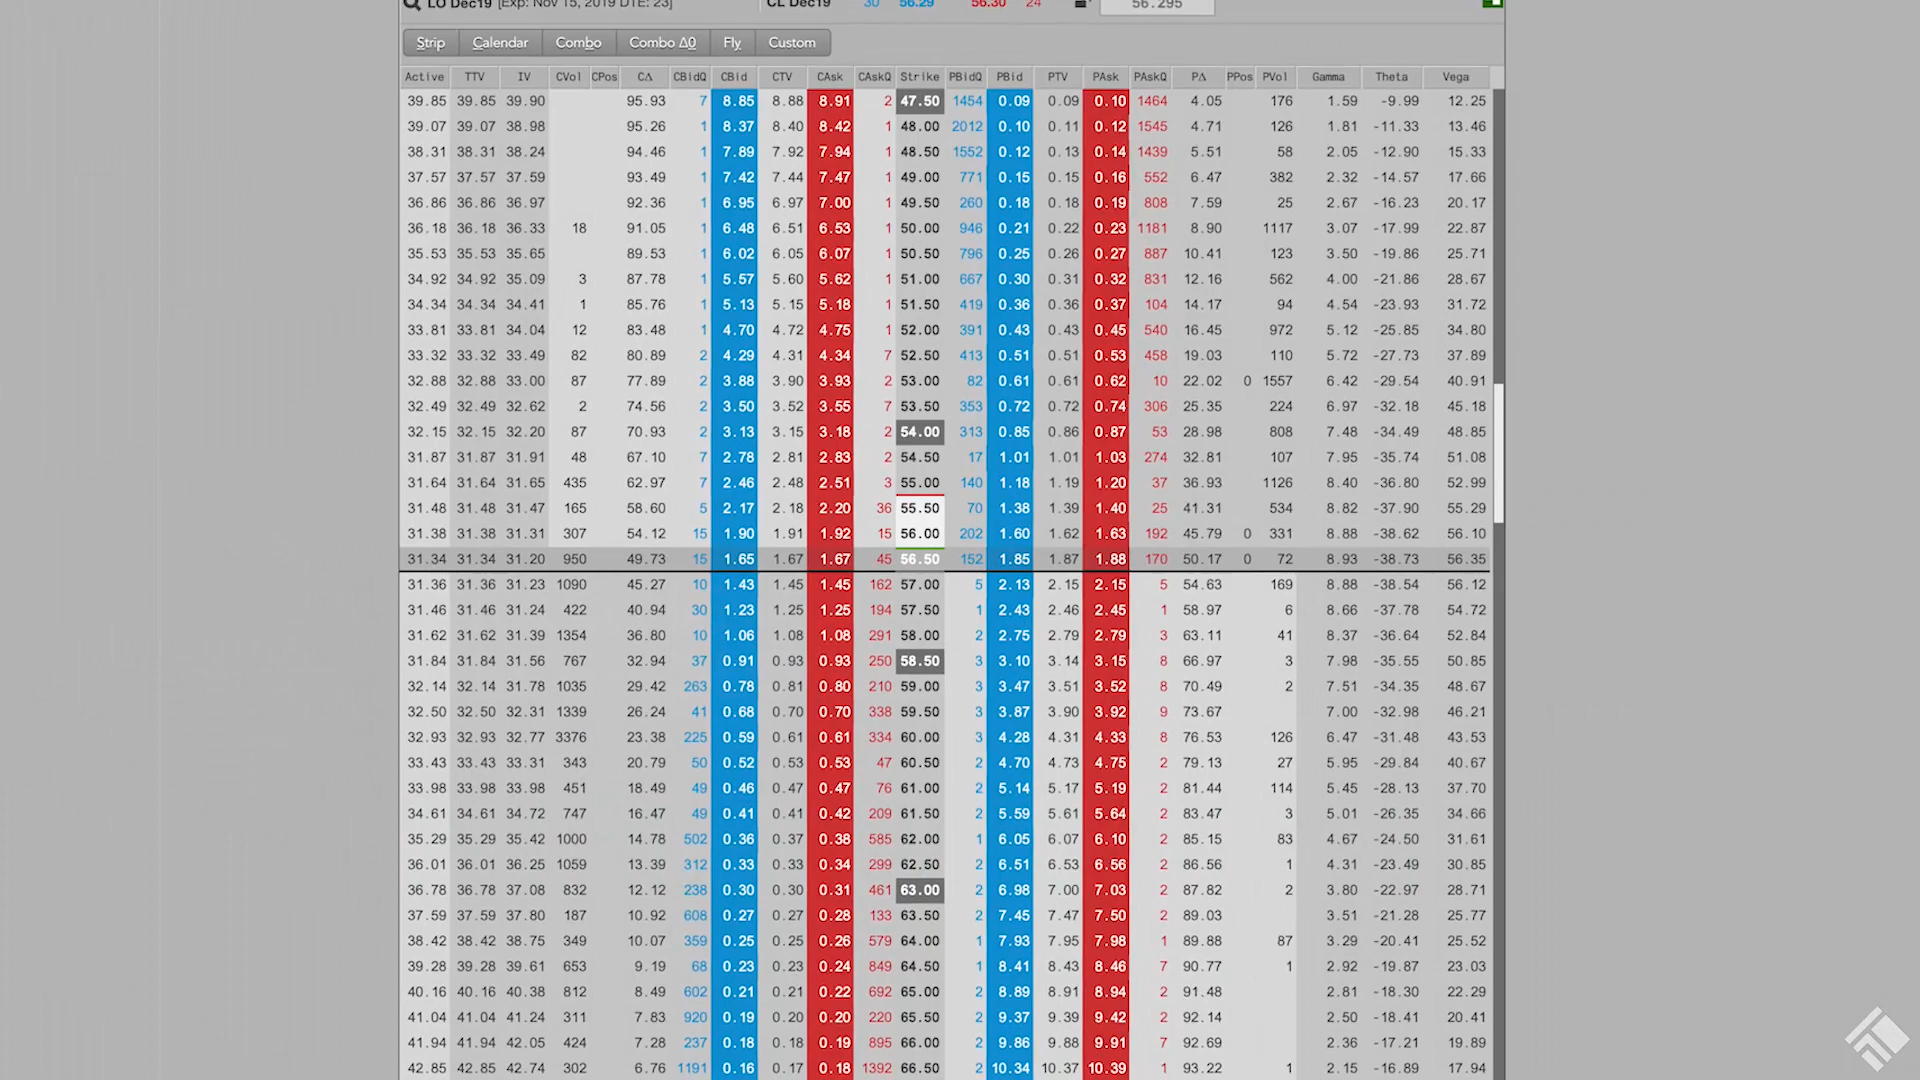 LO Dec19 [Exp: Nov 15, 2019 DTE: 23] CL Dec19 30 56.29 56.30 24 56.295
Strip Calendar Combo Combo Δ0 Fly Custom
Active TTV IV CVol CPos CΔ CBidQ CBid CTV CAsk CAskQ Strike PBidQ PBid PTV PAsk PAskQ PΔ PPos PVol Gamma Theta Vega
39.85 39.85 39.90 95.93 7 8.85 8.88 8.91 2 47.50 1454 0.09 0.09 0.10 1464 4.05 176 1.59 -9.99 12.25
39.07 39.07 38.98 95.26 1 8.37 8.40 8.42 1 48.00 2012 0.10 0.11 0.12 1545 4.71 126 1.81 -11.33 13.46
38.31 38.31 38.24 94.46 1 7.89 7.92 7.94 1 48.50 1552 0.12 0.13 0.14 1439 5.51 58 2.05 -12.90 15.33
37.57 37.57 37.59 93.49 1 7.42 7.44 7.47 1 49.00 771 0.15 0.15 0.16 552 6.47 382 2.32 -14.57 17.66
36.86 36.86 36.97 92.36 1 6.95 6.97 7.00 1 49.50 260 0.18 0.18 0.19 808 7.59 25 2.67 -16.23 20.17
36.18 36.18 36.33 18 91.05 1 6.48 6.51 6.53 1 50.00 946 0.21 0.22 0.23 1181 8.90 1117 3.07 -17.99 22.87
35.53 35.53 35.65 89.53 1 6.02 6.05 6.07 1 50.50 796 0.25 0.26 0.27 887 10.41 123 3.50 -19.86 25.71
34.92 34.92 35.09 3 87.78 1 5.57 5.60 5.62 1 51.00 667 0.30 0.31 0.32 831 12.16 562 4.00 -21.86 28.67
34.34 34.34 34.41 1 85.76 1 5.13 5.15 5.18 1 51.50 419 0.36 0.36 0.37 104 14.17 94 4.54 -23.93 31.72
33.81 33.81 34.04 12 83.48 1 4.70 4.72 4.75 1 52.00 391 0.43 0.43 0.45 540 16.45 972 5.12 -25.85 34.80
33.32 33.32 33.49 82 80.89 2 4.29 4.31 4.34 7 52.50 413 0.51 0.51 0.53 458 19.03 110 5.72 -27.73 37.89
32.88 32.88 33.00 87 77.89 2 3.88 3.90 3.93 2 53.00 82 0.61 0.61 0.62 10 22.02 0 1557 6.42 -29.54 40.91
32.49 32.49 32.62 2 74.56 2 3.50 3.52 3.55 7 53.50 353 0.72 0.72 0.74 306 25.35 224 6.97 -32.18 45.18
32.15 32.15 32.20 87 70.93 2 3.13 3.15 3.18 2 54.00 313 0.85 0.86 0.87 53 28.98 808 7.48 -34.49 48.85
31.87 31.87 31.91 48 67.10 7 2.78 2.81 2.83 2 54.50 17 1.01 1.01 1.03 274 32.81 107 7.95 -35.74 51.08
31.64 31.64 31.65 435 62.97 7 2.46 2.48 2.51 3 55.00 140 1.18 1.19 1.20 37 36.93 1126 8.40 -36.80 52.99
31.48 31.48 31.47 165 58.60 5 2.17 2.18 2.20 36 55.50 70 1.38 1.39 1.40 25 41.31 534 8.82 -37.90 55.29
31.38 31.38 31.31 307 54.12 15 1.90 1.91 1.92 15 56.00 202 1.60 1.62 1.63 192 45.79 0 331 8.88 -38.62 56.10
31.34 31.34 31.20 950 49.73 15 1.65 1.67 1.67 45 56.50 152 1.85 1.87 1.88 170 50.17 0 72 8.93 -38.73 56.35
31.36 31.36 31.23 1090 45.27 10 1.43 1.45 1.45 162 57.00 5 2.13 2.15 2.15 5 54.63 169 8.88 -38.54 56.12
31.46 31.46 31.24 422 40.94 30 1.23 1.25 1.25 194 57.50 1 2.43 2.46 2.45 1 58.97 6 8.66 -37.78 54.72
31.62 31.62 31.39 1354 36.80 10 1.06 1.08 1.08 291 58.00 2 2.75 2.79 2.79 3 63.11 41 8.37 -36.64 52.84
31.84 31.84 31.56 767 32.94 37 0.91 0.93 0.93 250 58.50 3 3.10 3.14 3.15 8 66.97 3 7.98 -35.55 50.85
32.14 32.14 31.78 1035 29.42 263 0.78 0.81 0.80 210 59.00 3 3.47 3.51 3.52 8 70.49 2 7.51 -34.35 48.67
32.50 32.50 32.31 1339 26.24 41 0.68 0.70 0.70 338 59.50 3 3.87 3.90 3.92 9 73.67 7.00 -32.98 46.21
32.93 32.93 32.77 3376 23.38 225 0.59 0.61 0.61 334 60.00 3 4.28 4.31 4.33 8 76.53 126 6.47 -31.48 43.53
33.43 33.43 33.31 343 20.79 50 0.52 0.53 0.53 47 60.50 2 4.70 4.73 4.75 2 79.13 27 5.95 -29.84 40.67
33.98 33.98 33.98 451 18.49 49 0.46 0.47 0.47 76 61.00 2 5.14 5.17 5.19 2 81.44 114 5.45 -28.13 37.70
34.61 34.61 34.72 747 16.47 49 0.41 0.41 0.42 209 61.50 2 5.59 5.61 5.64 2 83.47 3 5.01 -26.35 34.66
35.29 35.29 35.42 1000 14.78 502 0.36 0.37 0.38 585 62.00 1 6.05 6.07 6.10 2 85.15 83 4.67 -24.50 31.61
36.01 36.01 36.25 1059 13.39 312 0.33 0.33 0.34 299 62.50 2 6.51 6.53 6.56 2 86.56 1 4.31 -23.49 30.85
36.78 36.78 37.08 832 12.12 238 0.30 0.30 0.31 461 63.00 2 6.98 7.00 7.03 2 87.82 2 3.80 -22.97 28.71
37.59 37.59 37.80 187 10.92 608 0.27 0.27 0.28 133 63.50 2 7.45 7.47 7.50 2 89.03 3.51 -21.28 25.77
38.42 38.42 38.75 349 10.07 359 0.25 0.25 0.26 579 64.00 1 7.93 7.95 7.98 1 89.88 87 3.29 -20.41 25.52
39.28 39.28 39.61 653 9.19 68 0.23 0.23 0.24 849 64.50 1 8.41 8.43 8.46 7 90.77 1 2.92 -19.87 23.03
40.16 40.16 40.38 812 8.49 602 0.21 0.21 0.22 692 65.00 2 8.89 8.91 8.94 2 91.48 2.81 -18.30 22.29
41.04 41.04 41.24 311 7.83 920 0.19 0.20 0.20 220 65.50 2 9.37 9.39 9.42 2 92.14 2.50 -18.41 20.41
41.94 41.94 42.05 424 7.28 237 0.18 0.18 0.19 895 66.00 2 9.86 9.88 9.91 7 92.69 2.36 -17.21 19.89
42.85 42.85 42.74 302 6.76 1191 0.16 0.17 0.18 1392 66.50 2 10.34 10.37 10.39 1 93.22 1 2.15 -16.89 17.94